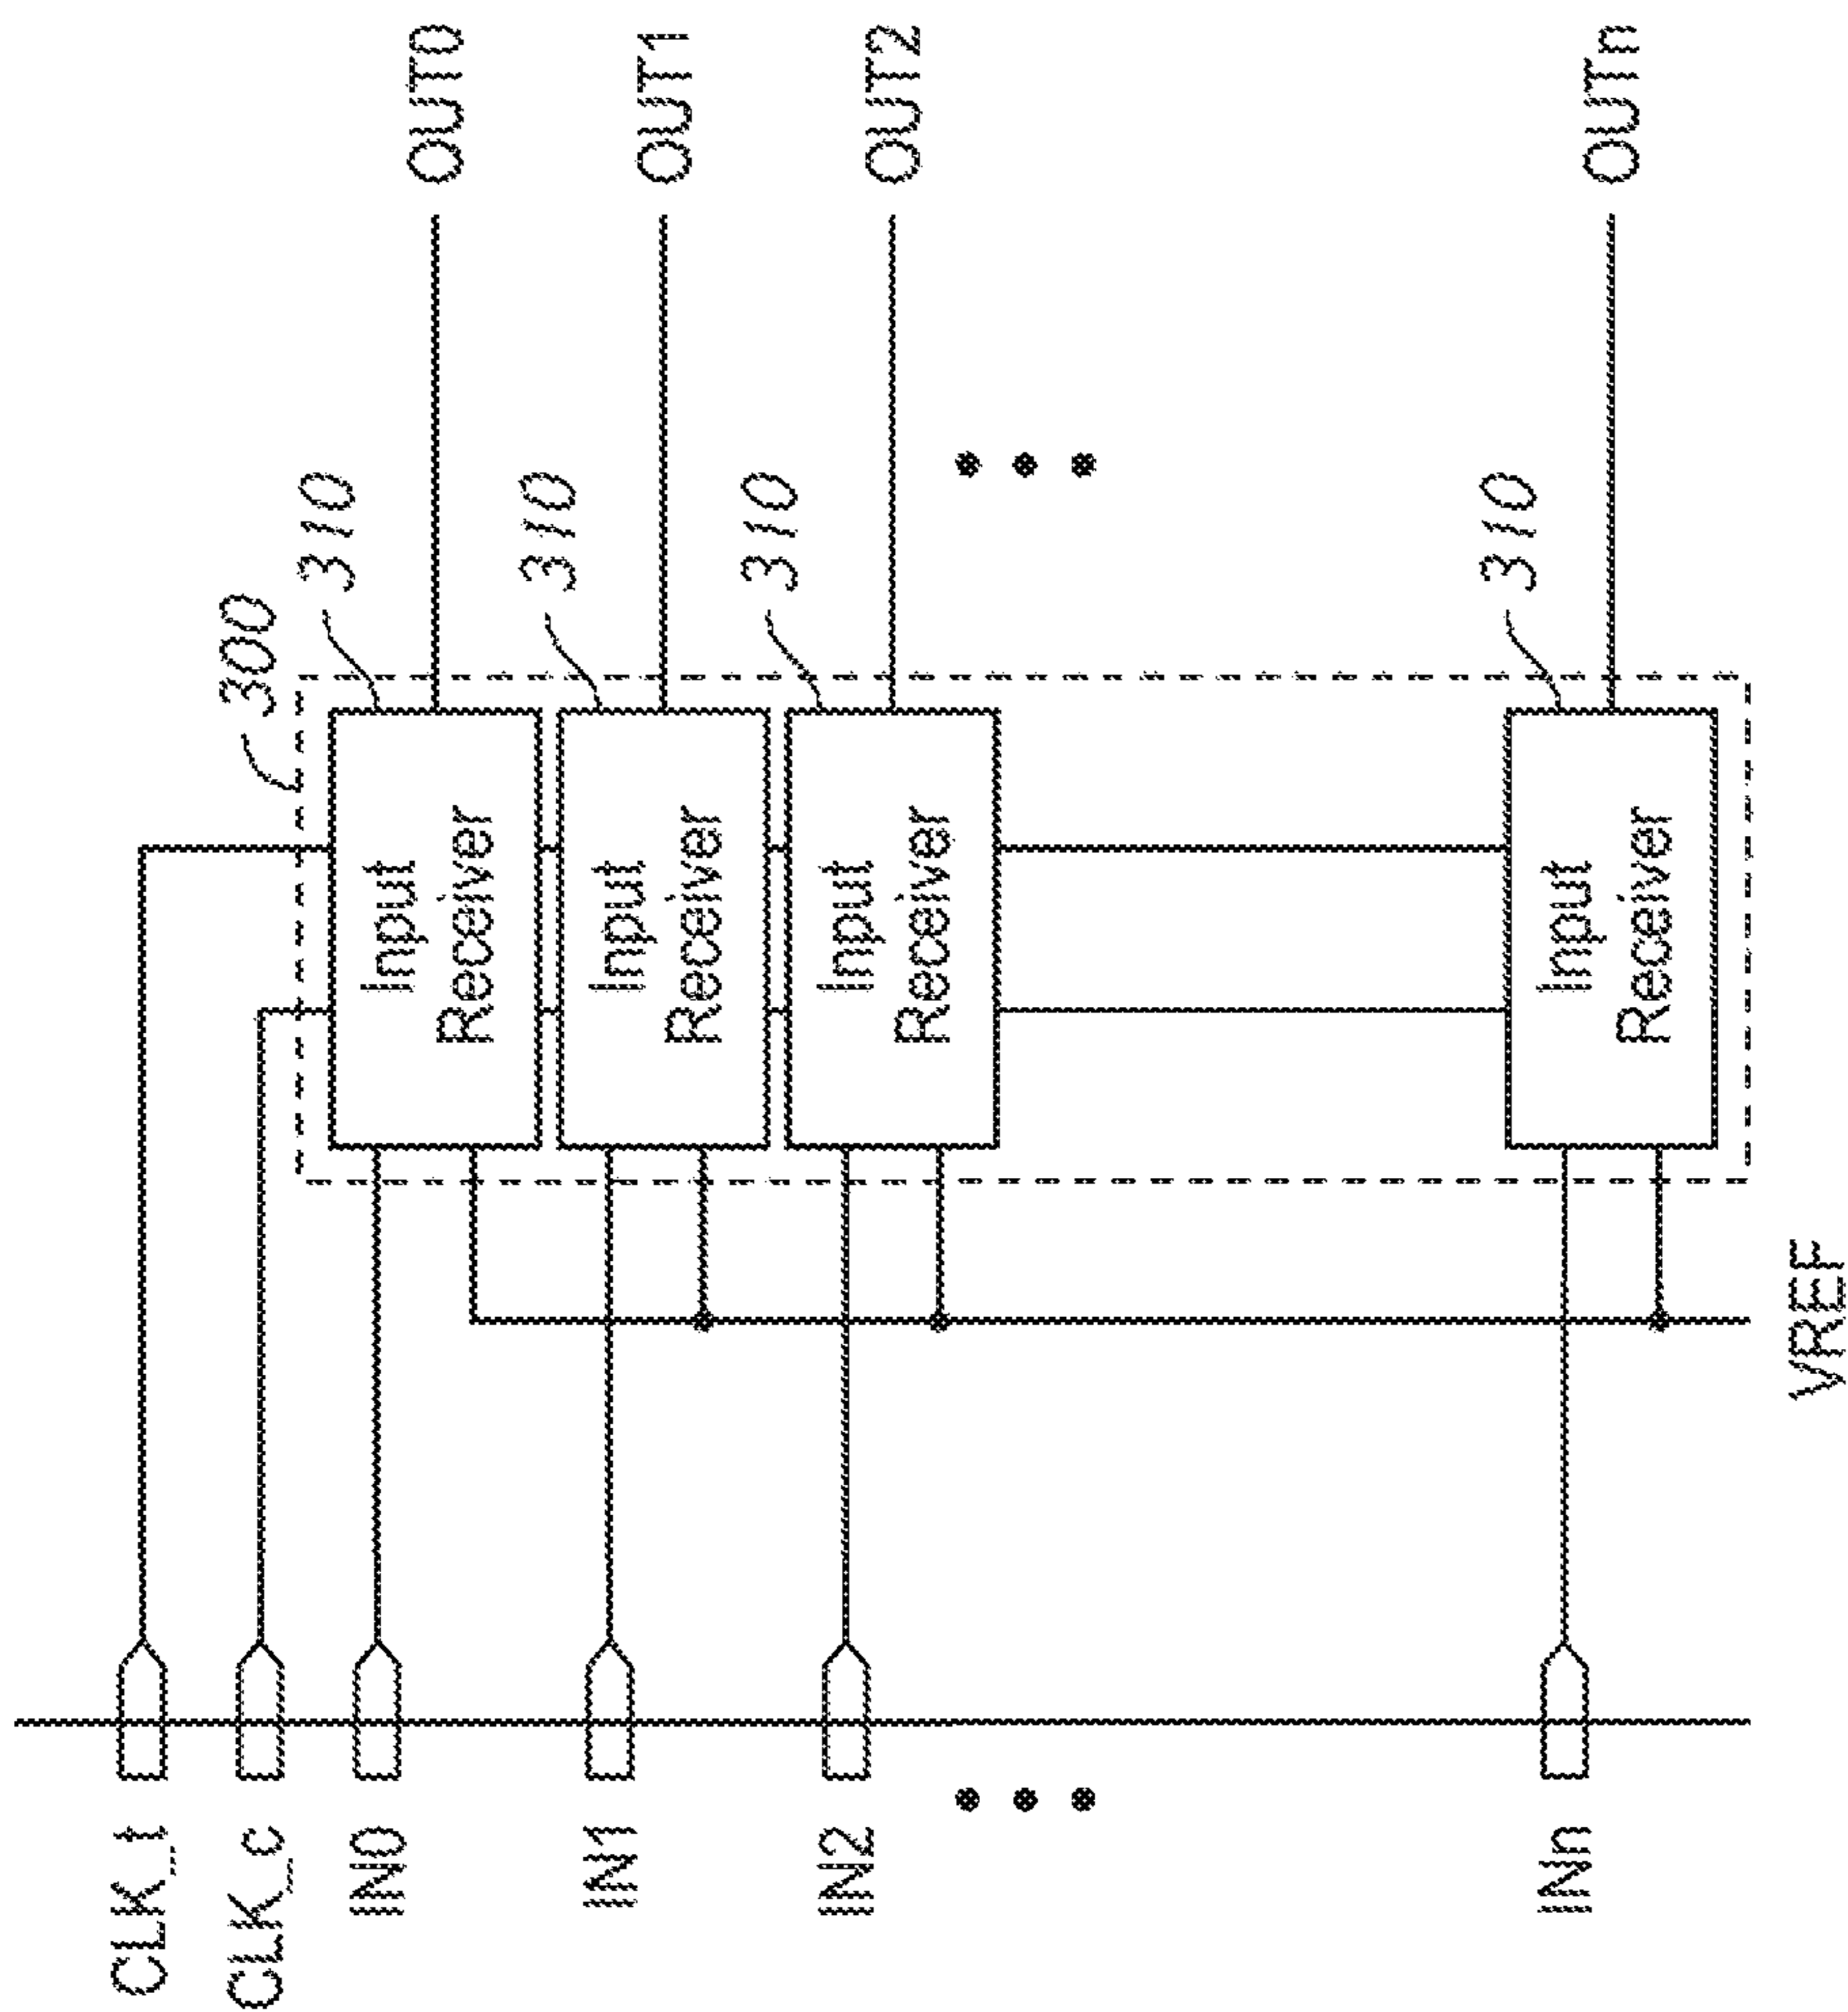 CLK_t
CLK_c
300
IN0
Input
Receiver
310
OUT0
IN1
Input
Receiver
310
OUT1
IN2
Input
Receiver
310
OUT2
INn
Input
Receiver
310
OUTn
VREF